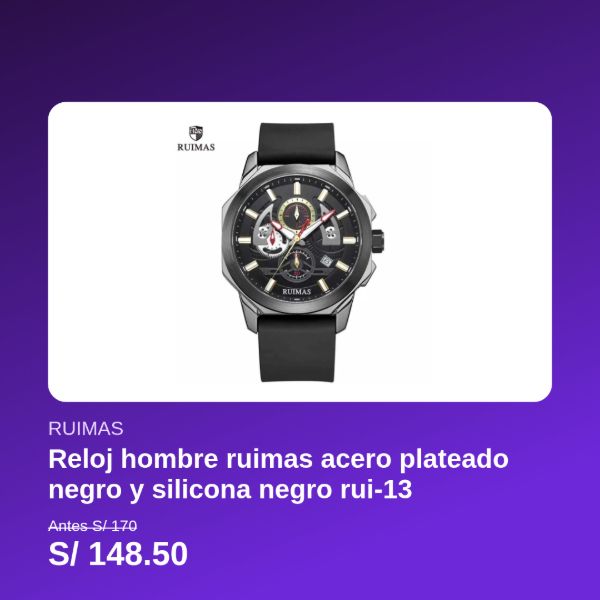 RUIMAS
RUIMAS
RUIMAS
Reloj hombre ruimas acero plateado
negro y silicona negro rui-13
Antes S/ 170
S/ 148.50